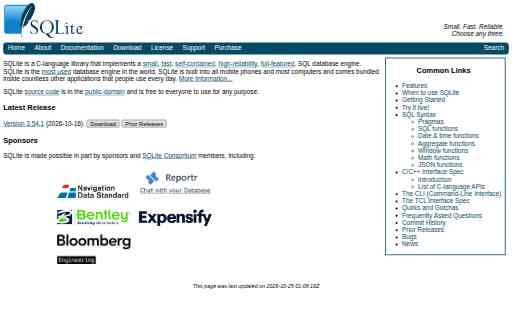 SQLite
Small. Fast. Reliable.
Choose any three.
Home About Documentation Download License Support Purchase Search
SQLite is a C-language library that implements a small, fast, self-contained, high-reliability, full-featured, SQL database engine.
SQLite is the most used database engine in the world. SQLite is built into all mobile phones and most computers and comes bundled
inside countless other applications that people use every day. More Information...
SQLite source code is in the public-domain and is free to everyone to use for any purpose.
Latest Release
Version 3.54.1 (2026-10-16). Download Prior Releases
Sponsors
SQLite is made possible in part by sponsors and SQLite Consortium members, including:
Navigation
Data Standard
Reportr
Chat with your Database
Bentley
Expensify
Bloomberg
Engineer Log
Common Links
Features
When to use SQLite
Getting Started
Try it live!
SQL Syntax
Pragmas
SQL functions
Date & time functions
Aggregate functions
Window functions
Math functions
JSON functions
C/C++ Interface Spec
Introduction
List of C-language APIs
The CLI (Command-Line Interface)
The TCL Interface Spec
Quirks and Gotchas
Frequently Asked Questions
Commit History
Prior Releases
Bugs
News
This page was last updated on 2026-10-25 01:09:10Z